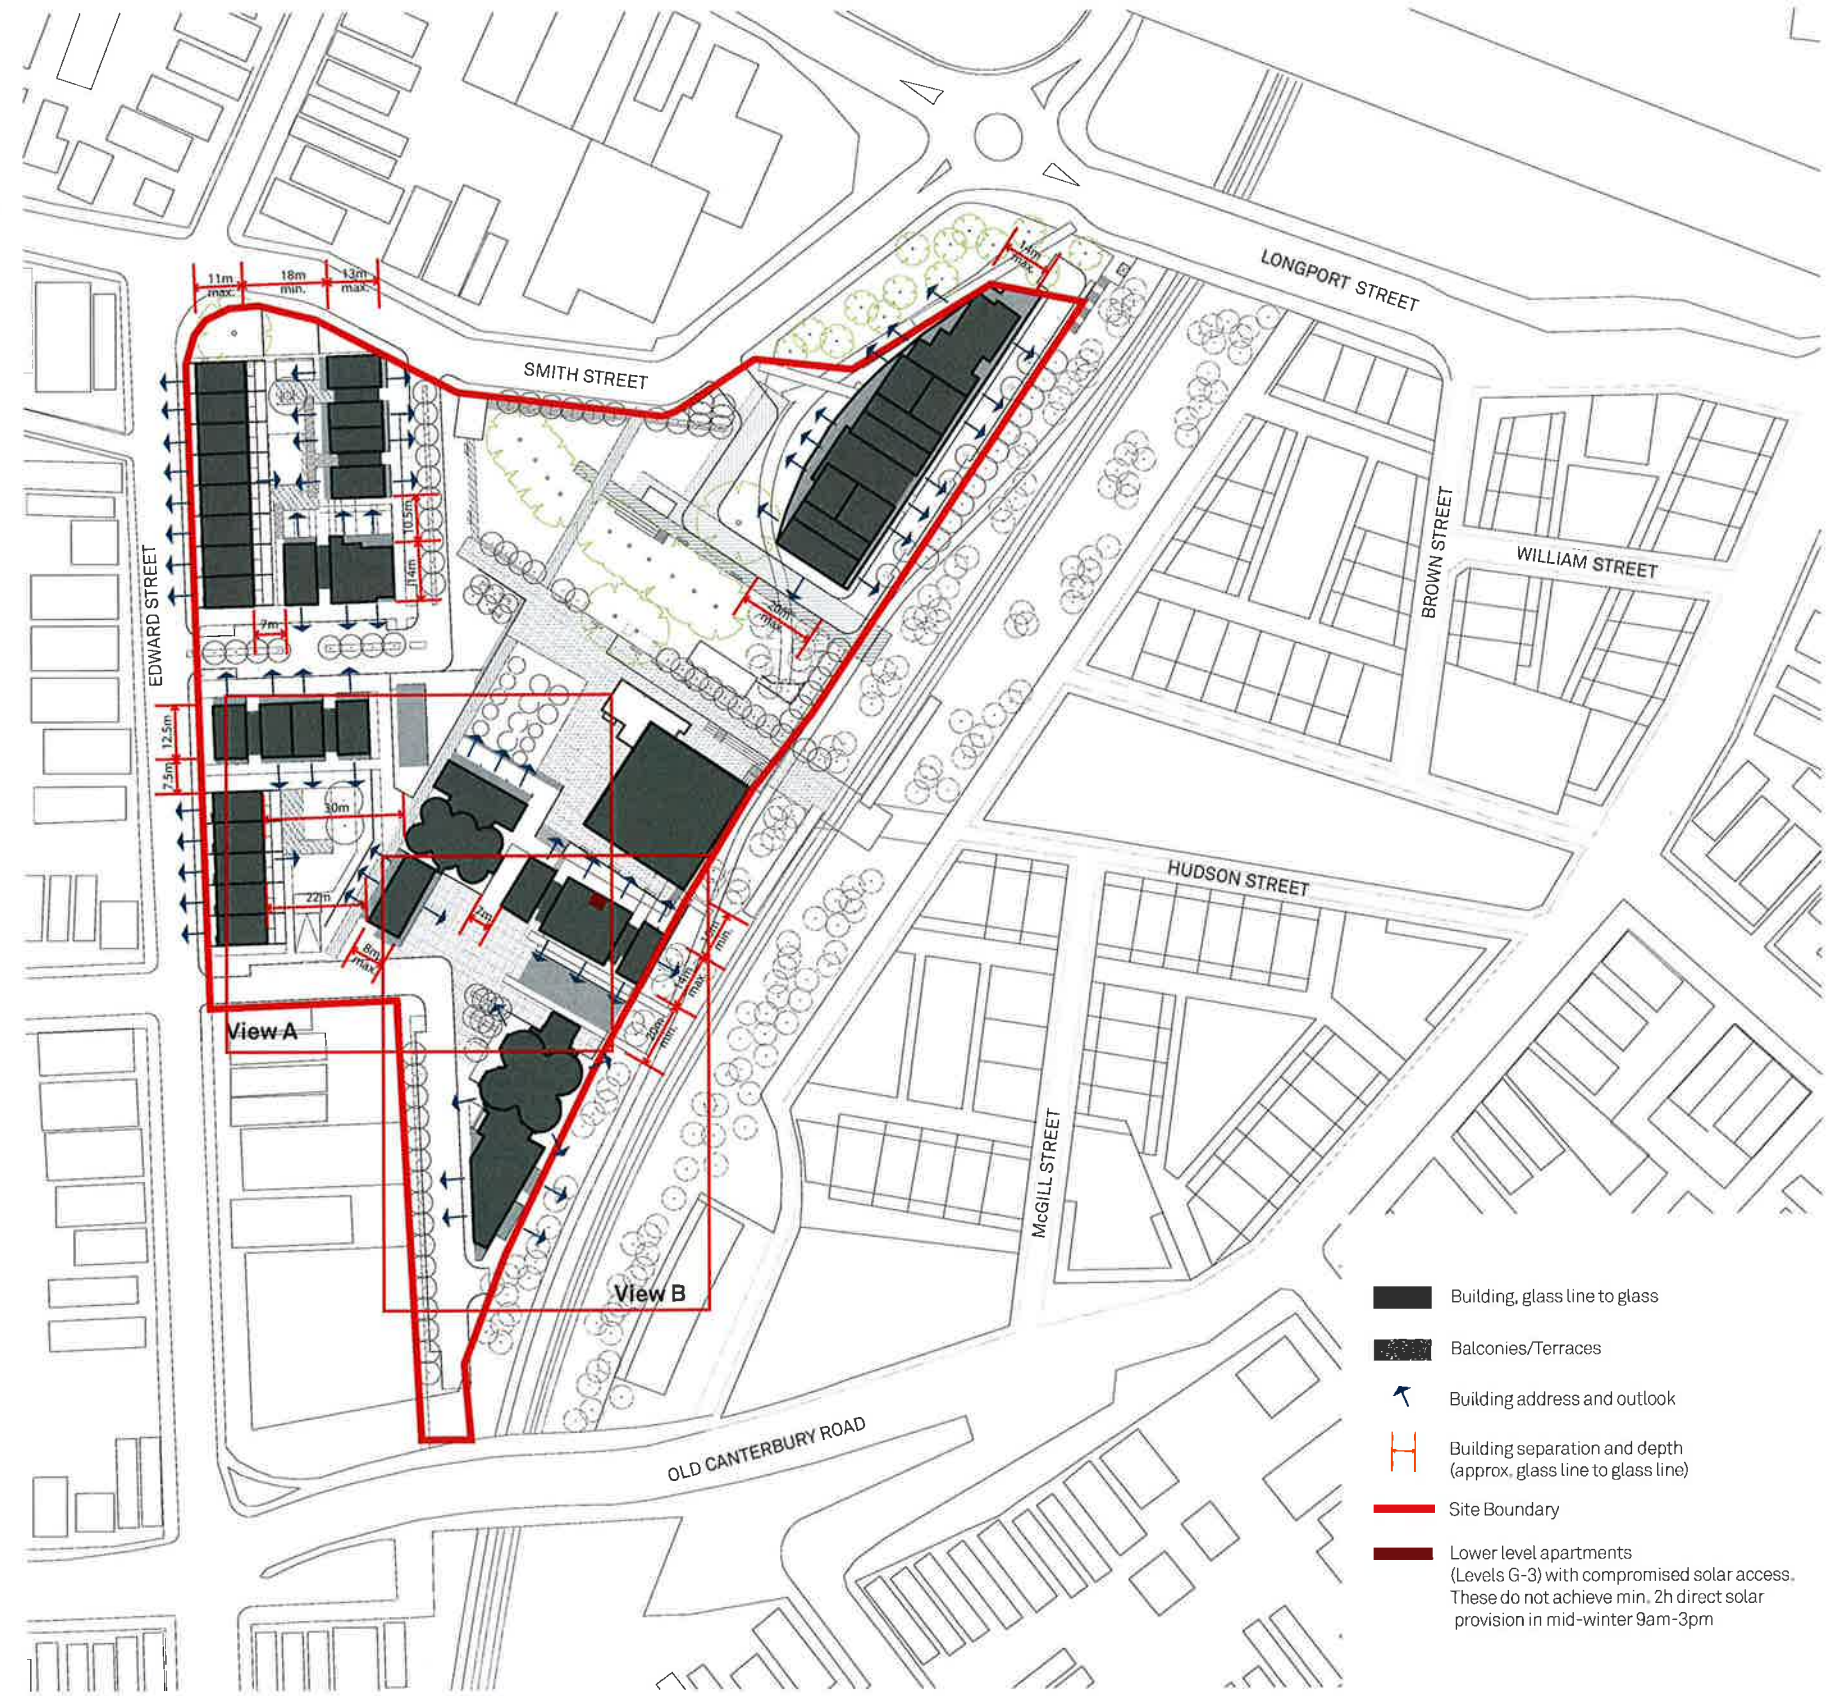 11m
max.
18m
min.
13m
max.
14m
max.
LONGPORT STREET
SMITH STREET
10.5m
14m
EDWARD STREET
7m
20m
max.
BROWN STREET
WILLIAM STREET
12.5m
7.5m
30m
HUDSON STREET
22m
7m
8m
max.
min.
14m
max.
20m
min.
View A
McGILL STREET
View B
OLD CANTERBURY ROAD
Building, glass line to glass
Balconies/Terraces
Building address and outlook
Building separation and depth
(approx. glass line to glass line)
Site Boundary
Lower level apartments
(Levels G-3) with compromised solar access.
These do not achieve min. 2h direct solar
provision in mid-winter 9am-3pm